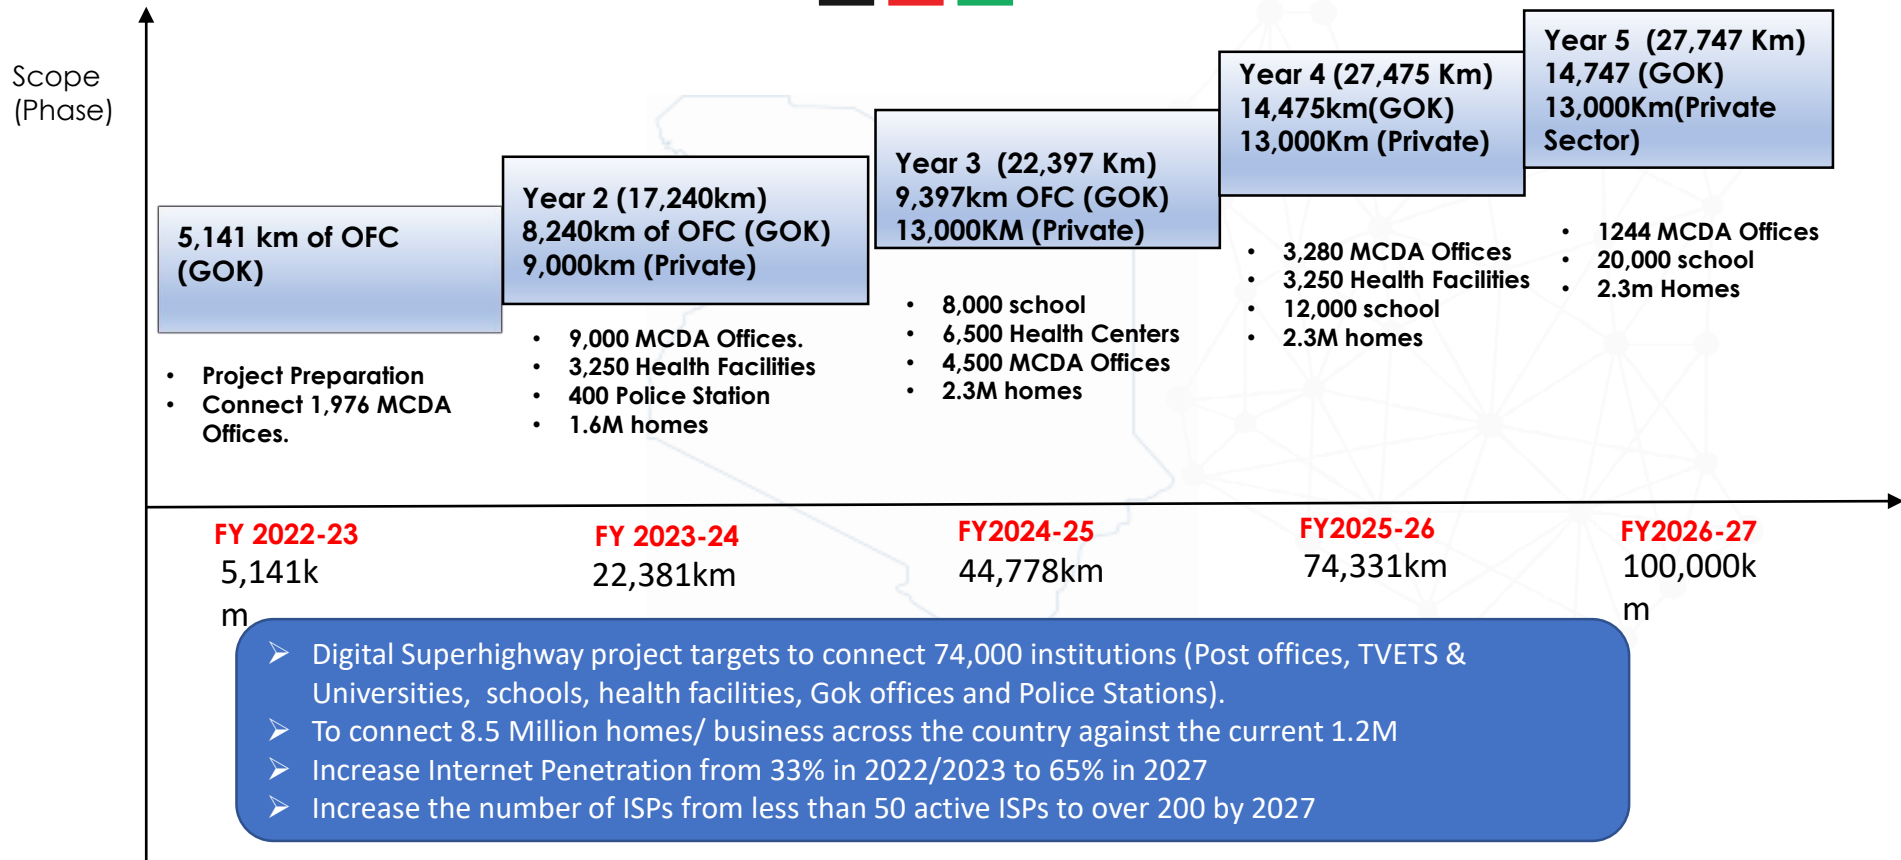 Scope
(Phase)
5,141 km of OFC
(GOK)
• Project Preparation
• Connect 1,976 MCDA
Offices.
Year 2 (17,240km)
8,240km of OFC (GOK)
9,000km (Private)
• 9,000 MCDA Offices.
• 3,250 Health Facilities
• 400 Police Station
• 1.6M homes
Year 3 (22,397 Km)
9,397km OFC (GOK)
13,000KM (Private)
• 8,000 school
• 6,500 Health Centers
• 4,500 MCDA Offices
• 2.3M homes
Year 4 (27,475 Km)
14,475km(GOK)
13,000Km (Private)
• 3,280 MCDA Offices
• 3,250 Health Facilities
• 12,000 school
• 2.3M homes
Year 5 (27,747 Km)
14,747 (GOK)
13,000Km(Private
Sector)
• 1244 MCDA Offices
• 20,000 school
• 2.3m Homes
FY 2022-23
5,141k
m
FY 2023-24
22,381km
FY2024-25
44,778km
FY2025-26
74,331km
FY2026-27
100,000k
m
➢ Digital Superhighway project targets to connect 74,000 institutions (Post offices, TVETS &
Universities, schools, health facilities, Gok offices and Police Stations).
➢ To connect 8.5 Million homes/ business across the country against the current 1.2M
➢ Increase Internet Penetration from 33% in 2022/2023 to 65% in 2027
➢ Increase the number of ISPs from less than 50 active ISPs to over 200 by 2027